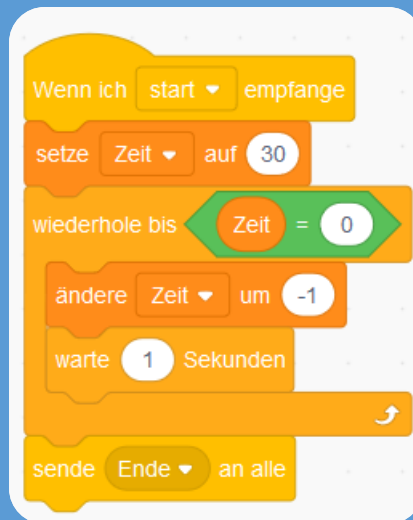 Wenn ich start empfange
setze Zeit auf 30
wiederhole bis Zeit = 0
ändere Zeit um -1
warte 1 Sekunden
sende Ende an alle